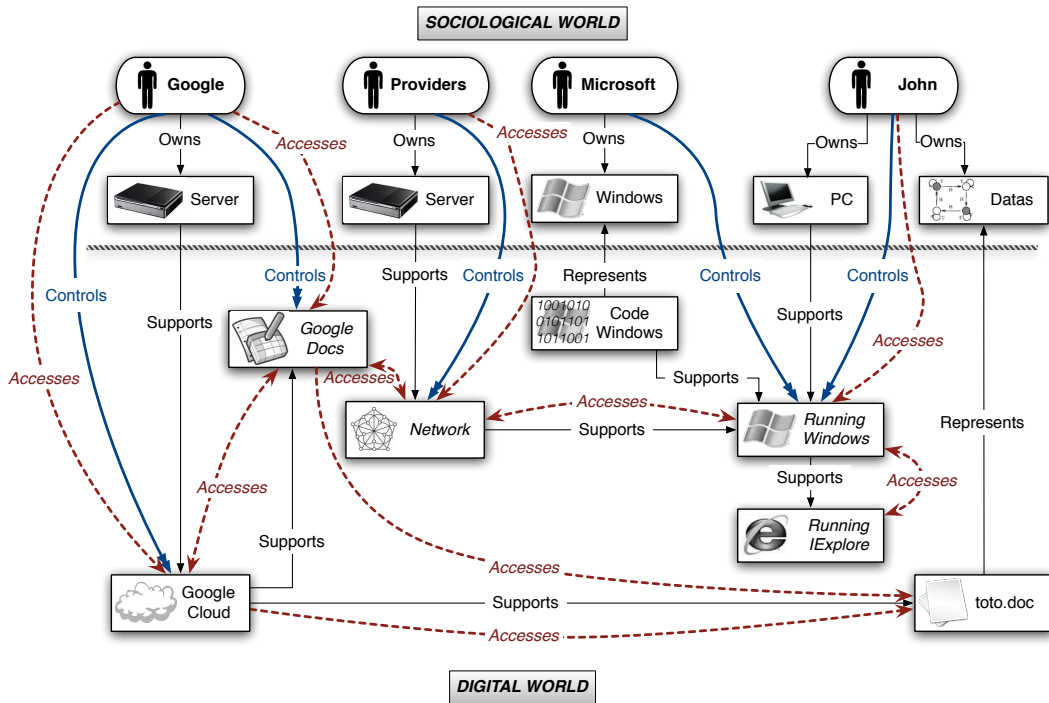 SOCIOLOGICAL WORLD
Google
Providers
Microsoft
John
Accesses
Accesses
Owns
Owns
Owns
Owns
Owns
Server
Server
Windows
PC
Datas
Controls
Supports
Controls
Supports
Controls
Represents
Controls
Supports
Controls
Accesses
1001010
0101101
1011001
Code
Windows
Google
Docs
Accesses
Accesses
Supports
Accesses
Network
Supports
Running
Windows
Represents
Accesses
Supports
Accesses
Running
IExplore
Supports
Accesses
Google
Cloud
Supports
toto.doc
Accesses
DIGITAL WORLD